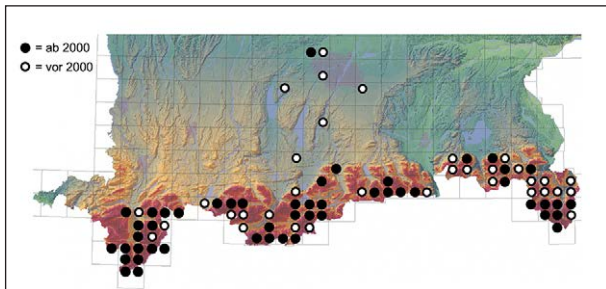 ● = ab 2000
○ = vor 2000